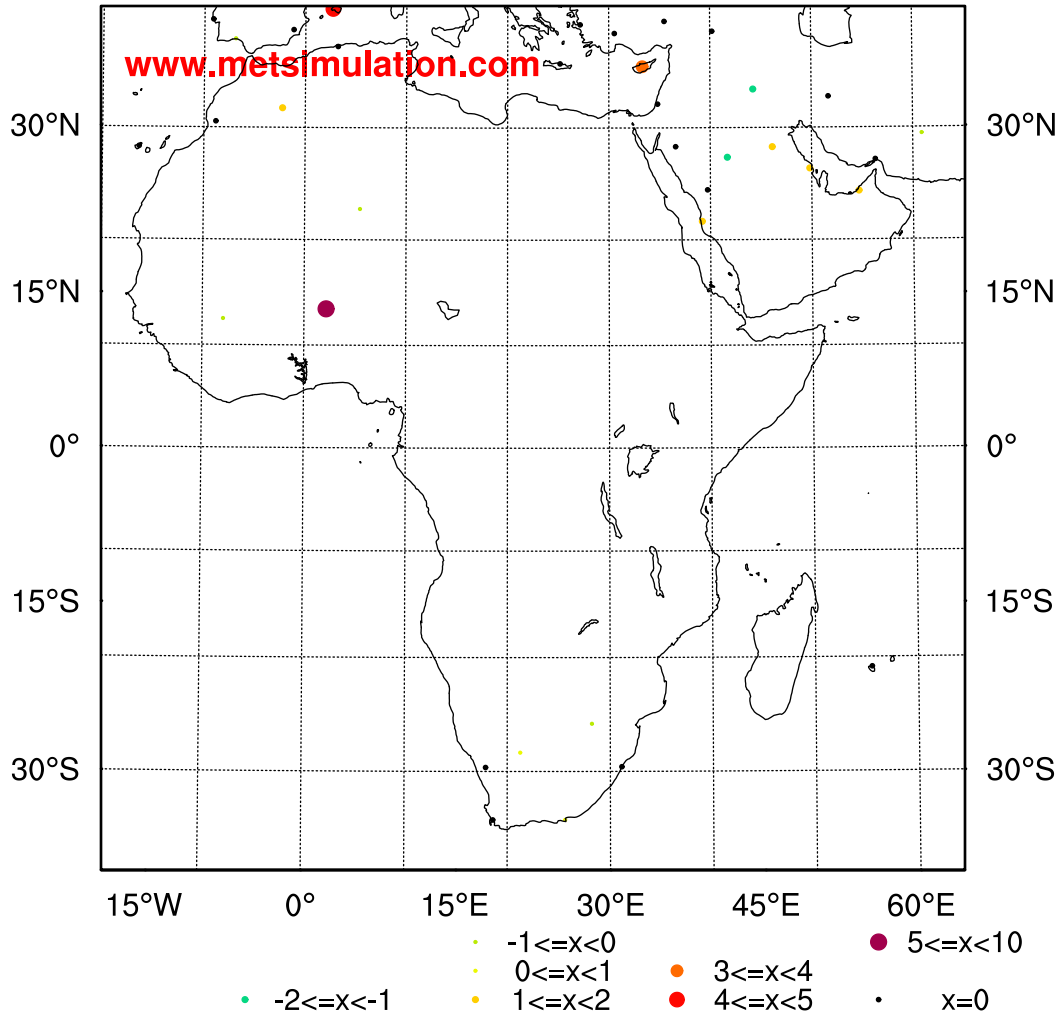 www.metsimulation.com
30°N 30°N
15°N 15°N
0° 0°
15°S 15°S
30°S 30°S
15°W 0° 15°E 30°E 45°E 60°E
-1<=x<0 5<=x<10
0<=x<1 3<=x<4
-2<=x<-1 1<=x<2 4<=x<5 x=0